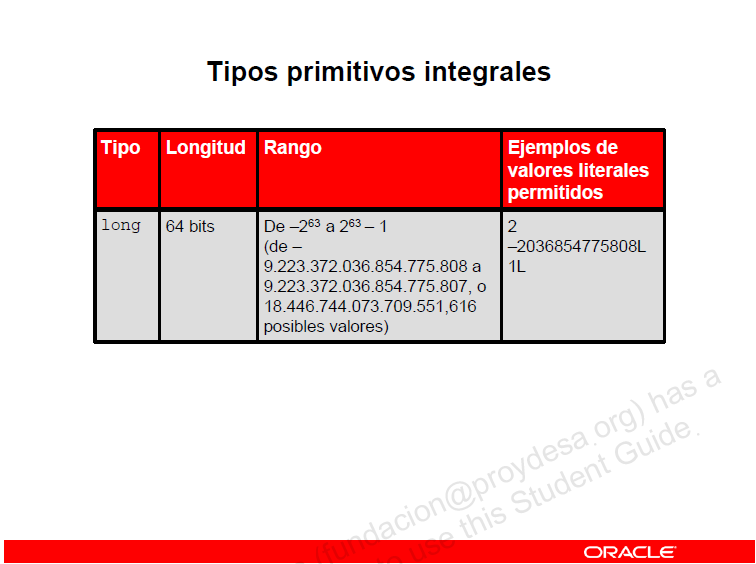 Tipos primitivos integrales
Tipo
Longitud
Rango
Ejemplos de
valores literales
permitidos
long
64 bits
De –2⁶³ a 2⁶³ – 1
(de –
9.223.372.036.854.775.808 a
9.223.372.036.854.775.807, o
18.446.744.073.709.551,616
posibles valores)
2
–2036854775808L
1L
(fundacion@proydesa.org) has a
to use this Student Guide.
ORACLE